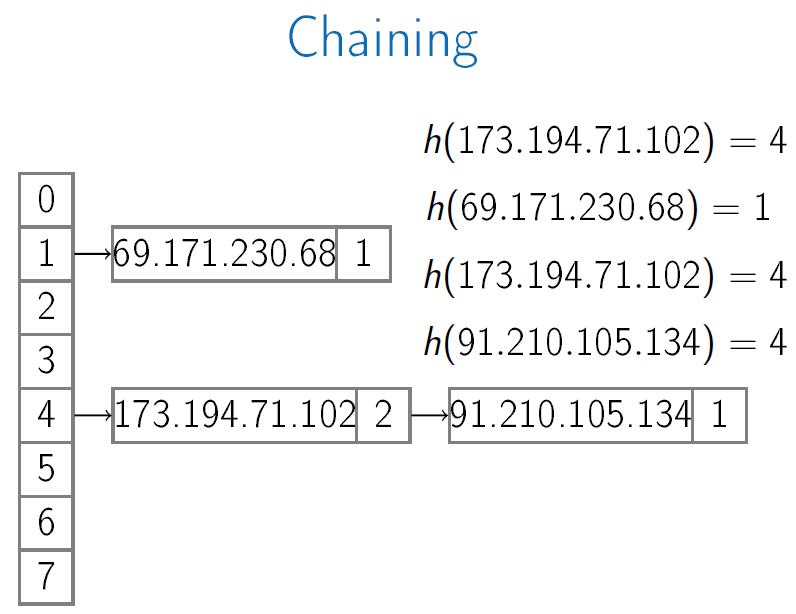 Chaining
h(173.194.71.102) = 4
h(69.171.230.68) = 1
h(173.194.71.102) = 4
h(91.210.105.134) = 4
0
1 69.171.230.68 1
2
3
4 173.194.71.102 2 91.210.105.134 1
5
6
7